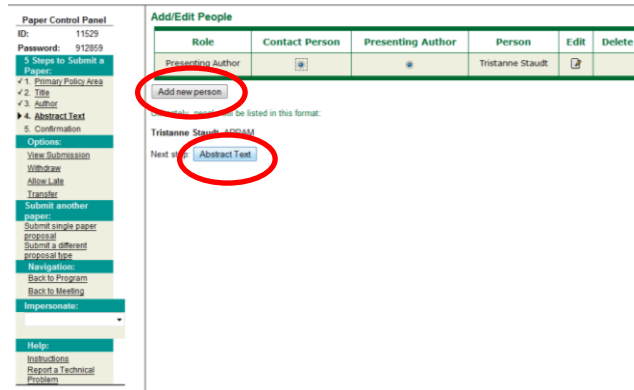 Paper Control Panel
ID: 11529
Password: 912859
5 Steps to Submit a
Paper:
✓1. Primary Policy Area
✓2. Title
✓3. Author
4. Abstract Text
5. Confirmation
Options:
View Submission
Withdraw
Allow Late
Transfer
Submit another
paper:
Submit single paper
proposal
Submit a different
proposal type
Navigation:
Back to Program
Back to Meeting
Impersonate:
Help:
Instructions
Report a Technical
Problem
Add/Edit People
Role Contact Person Presenting Author Person Edit Delete
Presenting Author Tristanne Staudt
Add new person
people will be listed in this format:
Tristanne Staudt, APPAM
Next step: Abstract Text